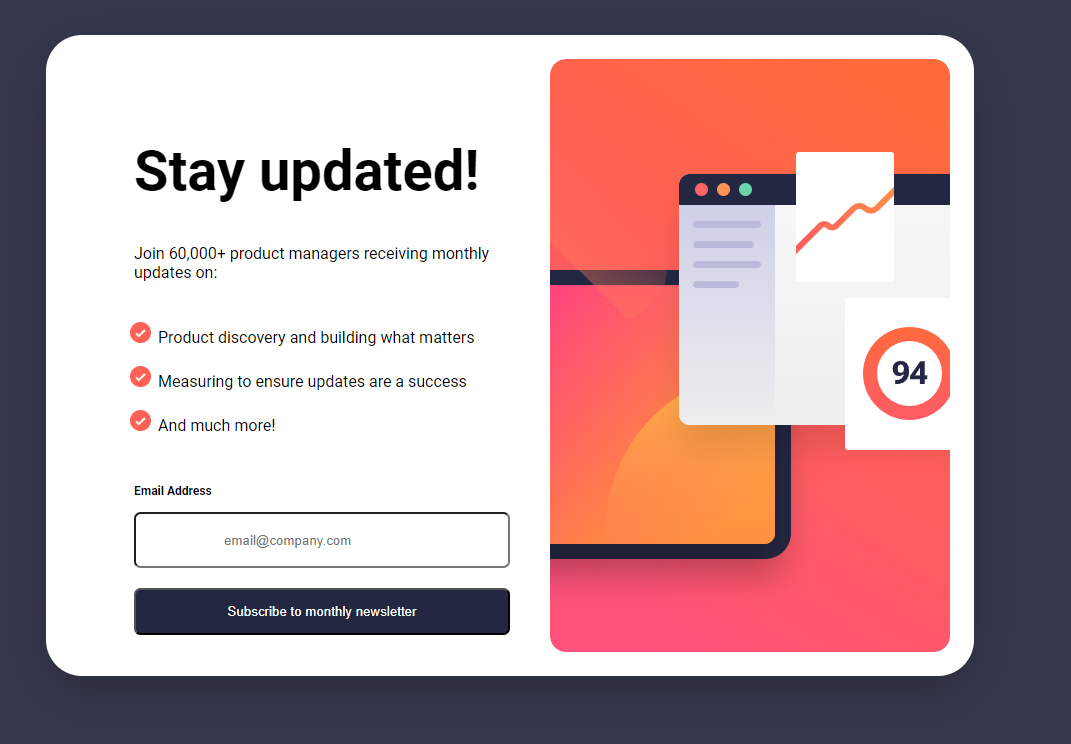 Stay updated!
Join 60,000+ product managers receiving monthly
updates on:
Product discovery and building what matters
Measuring to ensure updates are a success
And much more!
Email Address
email@company.com
Subscribe to monthly newsletter
94